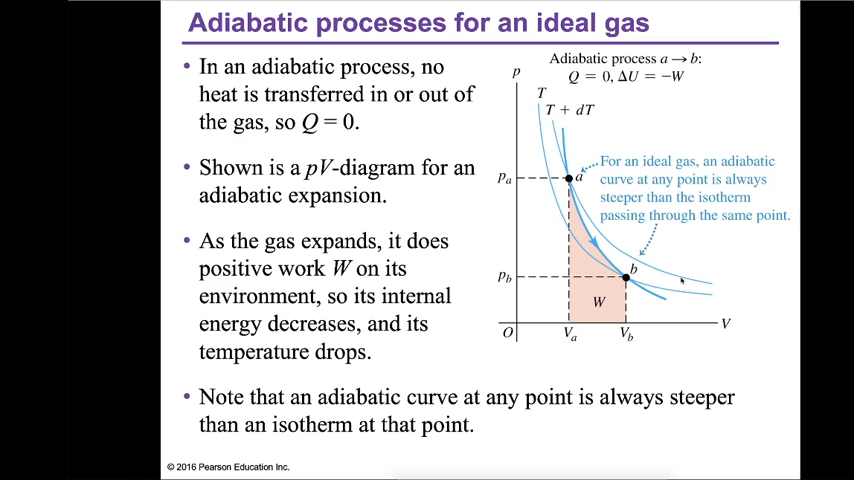 Adiabatic processes for an ideal gas
• In an adiabatic process, no
heat is transferred in or out of
the gas, so Q = 0.
• Shown is a pV-diagram for an
adiabatic expansion.
• As the gas expands, it does
positive work W on its
environment, so its internal
energy decreases, and its
temperature drops.
• Note that an adiabatic curve at any point is always steeper
than an isotherm at that point.
Adiabatic process a → b:
Q = 0, ΔU = −W
p
T
T + dT
For an ideal gas, an adiabatic
curve at any point is always
steeper than the isotherm
passing through the same point.
pa
a
pb
b
W
O
Va
Vb
V
© 2016 Pearson Education Inc.